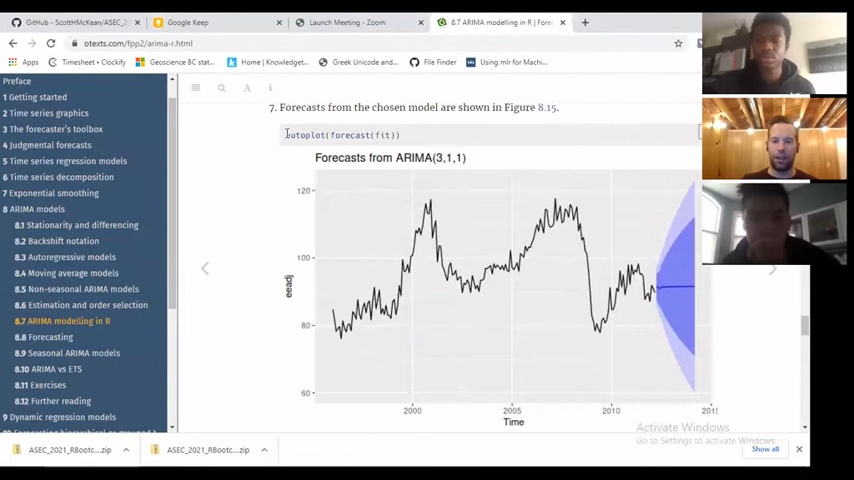 GitHub - ScottHMcKean/ASEC_2
Google Keep
Launch Meeting - Zoom
8.7 ARIMA modelling in R | Fore
otexts.com/fpp2/arima-r.html
Apps
Timesheet • Clockify
Geoscience BC statistic...
Home | Knowledget...
Greek Unicode and...
File Finder
Using mlr for Machin...
Preface
1 Getting started
2 Time series graphics
3 The forecaster's toolbox
4 Judgmental forecasts
5 Time series regression models
6 Time series decomposition
7 Exponential smoothing
8 ARIMA models
8.1 Stationarity and differencing
8.2 Backshift notation
8.3 Autoregressive models
8.4 Moving average models
8.5 Non-seasonal ARIMA models
8.6 Estimation and order selection
8.7 ARIMA modelling in R
8.8 Forecasting
8.9 Seasonal ARIMA models
8.10 ARIMA vs ETS
8.11 Exercises
8.12 Further reading
9 Dynamic regression models
7. Forecasts from the chosen model are shown in Figure 8.15.
autoplot(forecast(fit))
Forecasts from ARIMA(3,1,1)
120
100
80
60
eeadj
2000
2005
2010
Time
Activate Windows
Go to Settings to activate Windows.
ASEC_2021_RBootc....zip
ASEC_2021_RBootc....zip
Show all